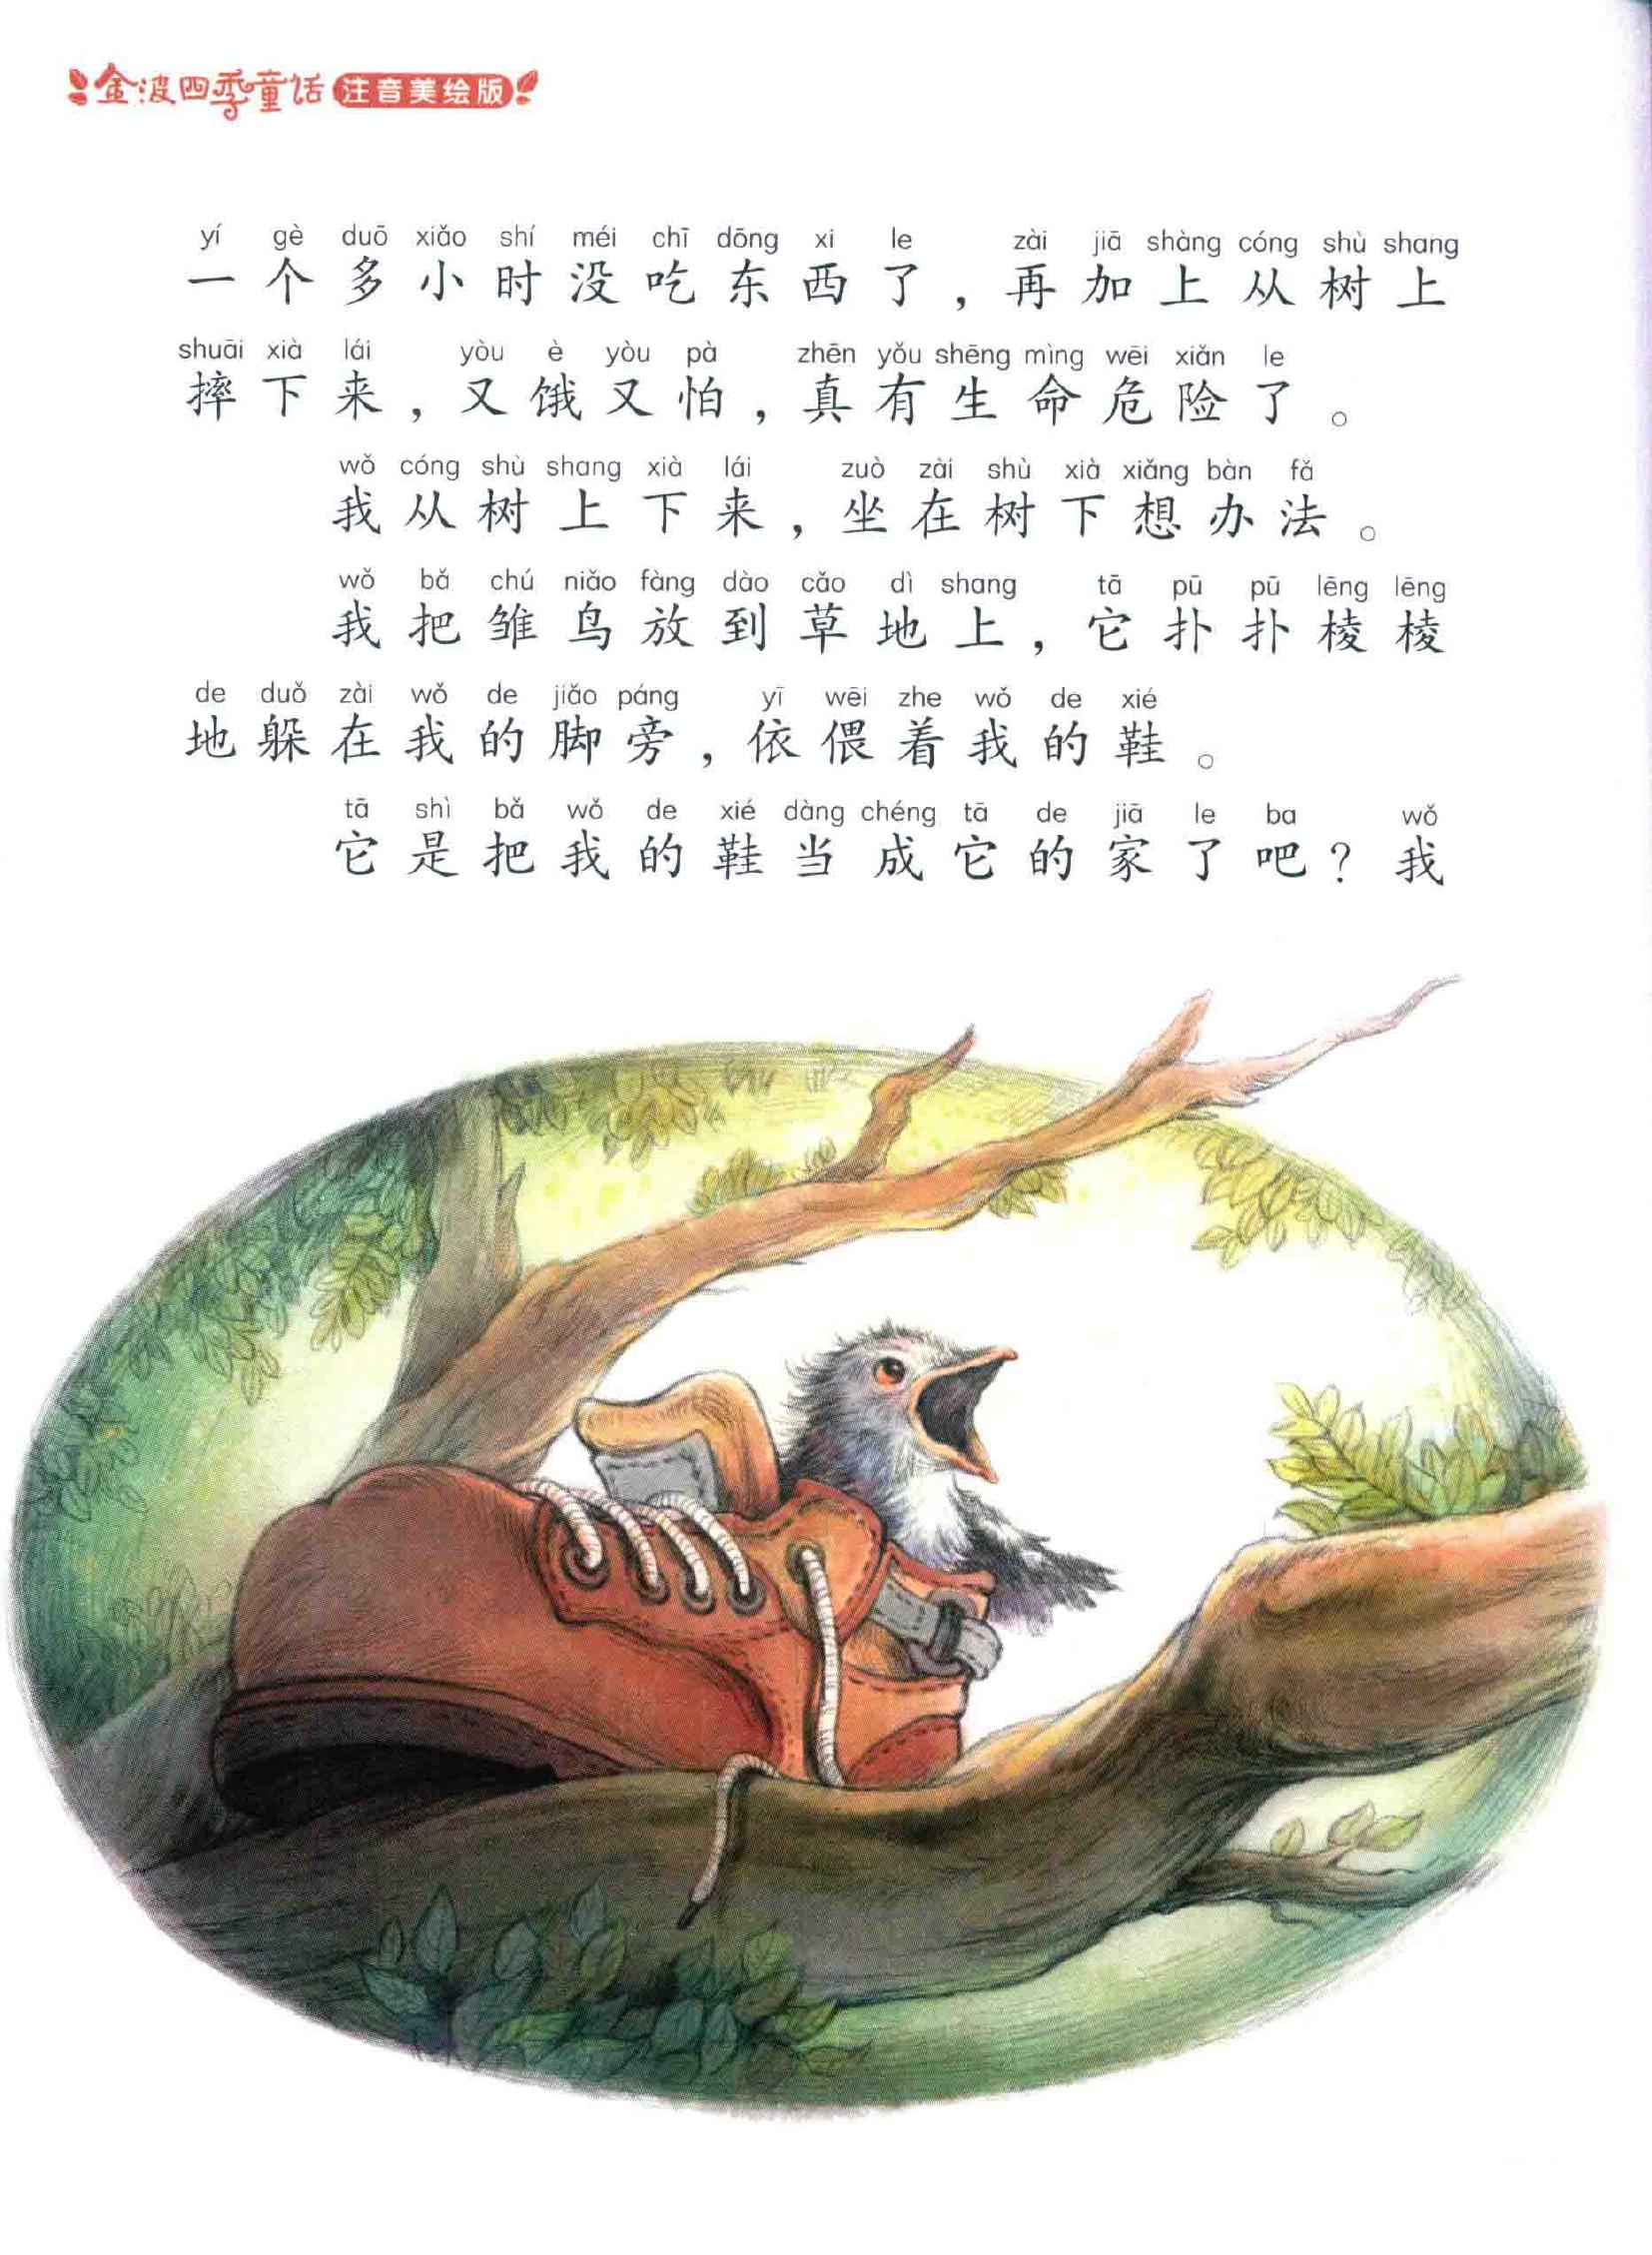 金波四季童话 注音美绘版
yí gè duō xiǎo shí méi chī dōng xi le zài jiā shàng cóng shù shang
一个多小时没吃东西了，再加上从树上
shuāi xià lái yòu è yòu pà zhēn yǒu shēng mìng wēi xiǎn le
摔下来，又饿又怕，真有生命危险了。
wǒ cóng shù shang xià lái zuò zài shù xià xiǎng bàn fǎ
我从树上下来，坐在树下想办法。
wǒ bǎ chú niǎo fàng dào cǎo dì shang tā pū pū lēng lēng
我把雏鸟放到草地上，它扑扑棱棱
de duǒ zài wǒ de jiǎo páng yī wēi zhe wǒ de xié
地躲在我的脚旁，依偎着我的鞋。
tā shì bǎ wǒ de xié dàng chéng tā de jiā le ba wǒ
它是把我的鞋当成它的家了吧？我